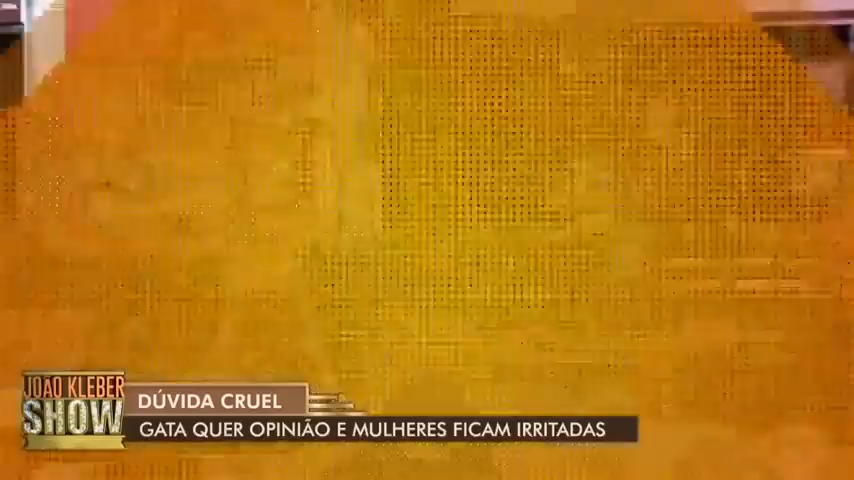 JOÃO KLEBER
SHOW
DÚVIDA CRUEL
GATA QUER OPINIÃO E MULHERES FICAM IRRITADAS